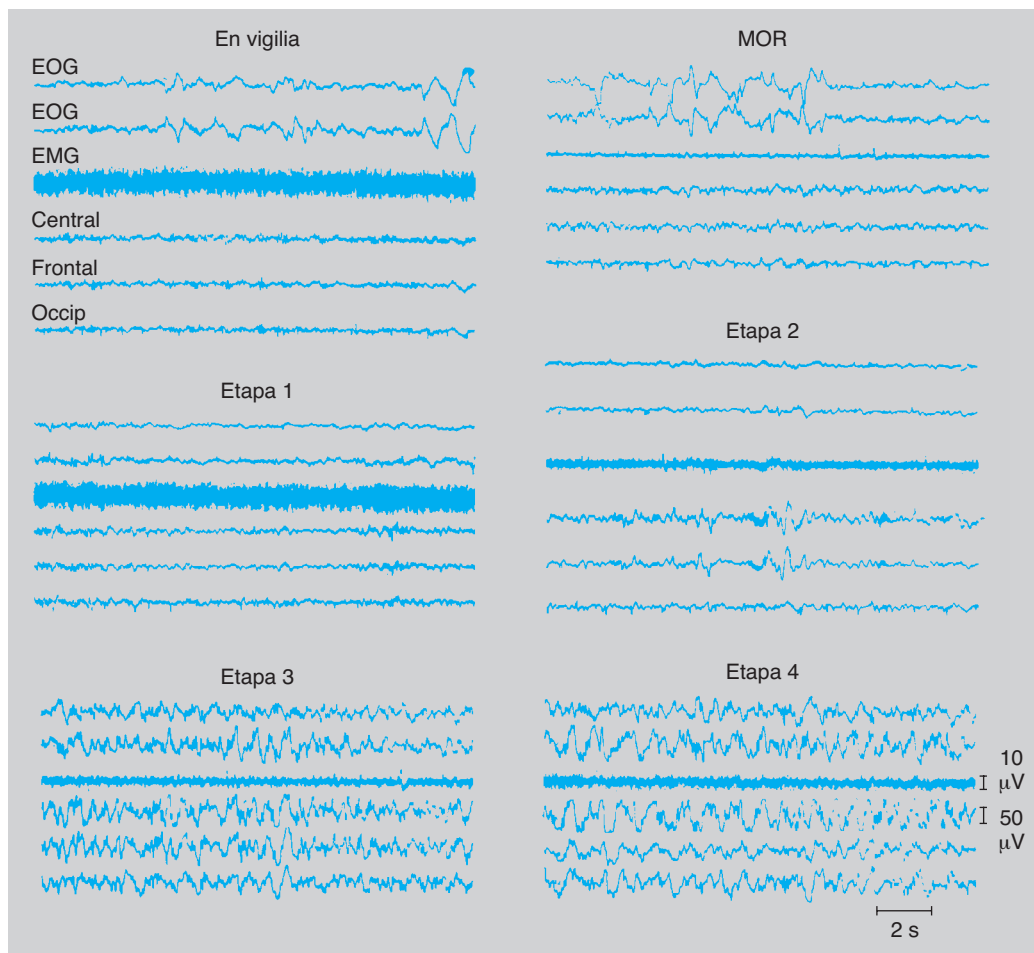 En vigilia
EOG
EOG
EMG
Central
Frontal
Occip
MOR
Etapa 1
Etapa 2
Etapa 3
Etapa 4
10
μV
50
μV
2 s